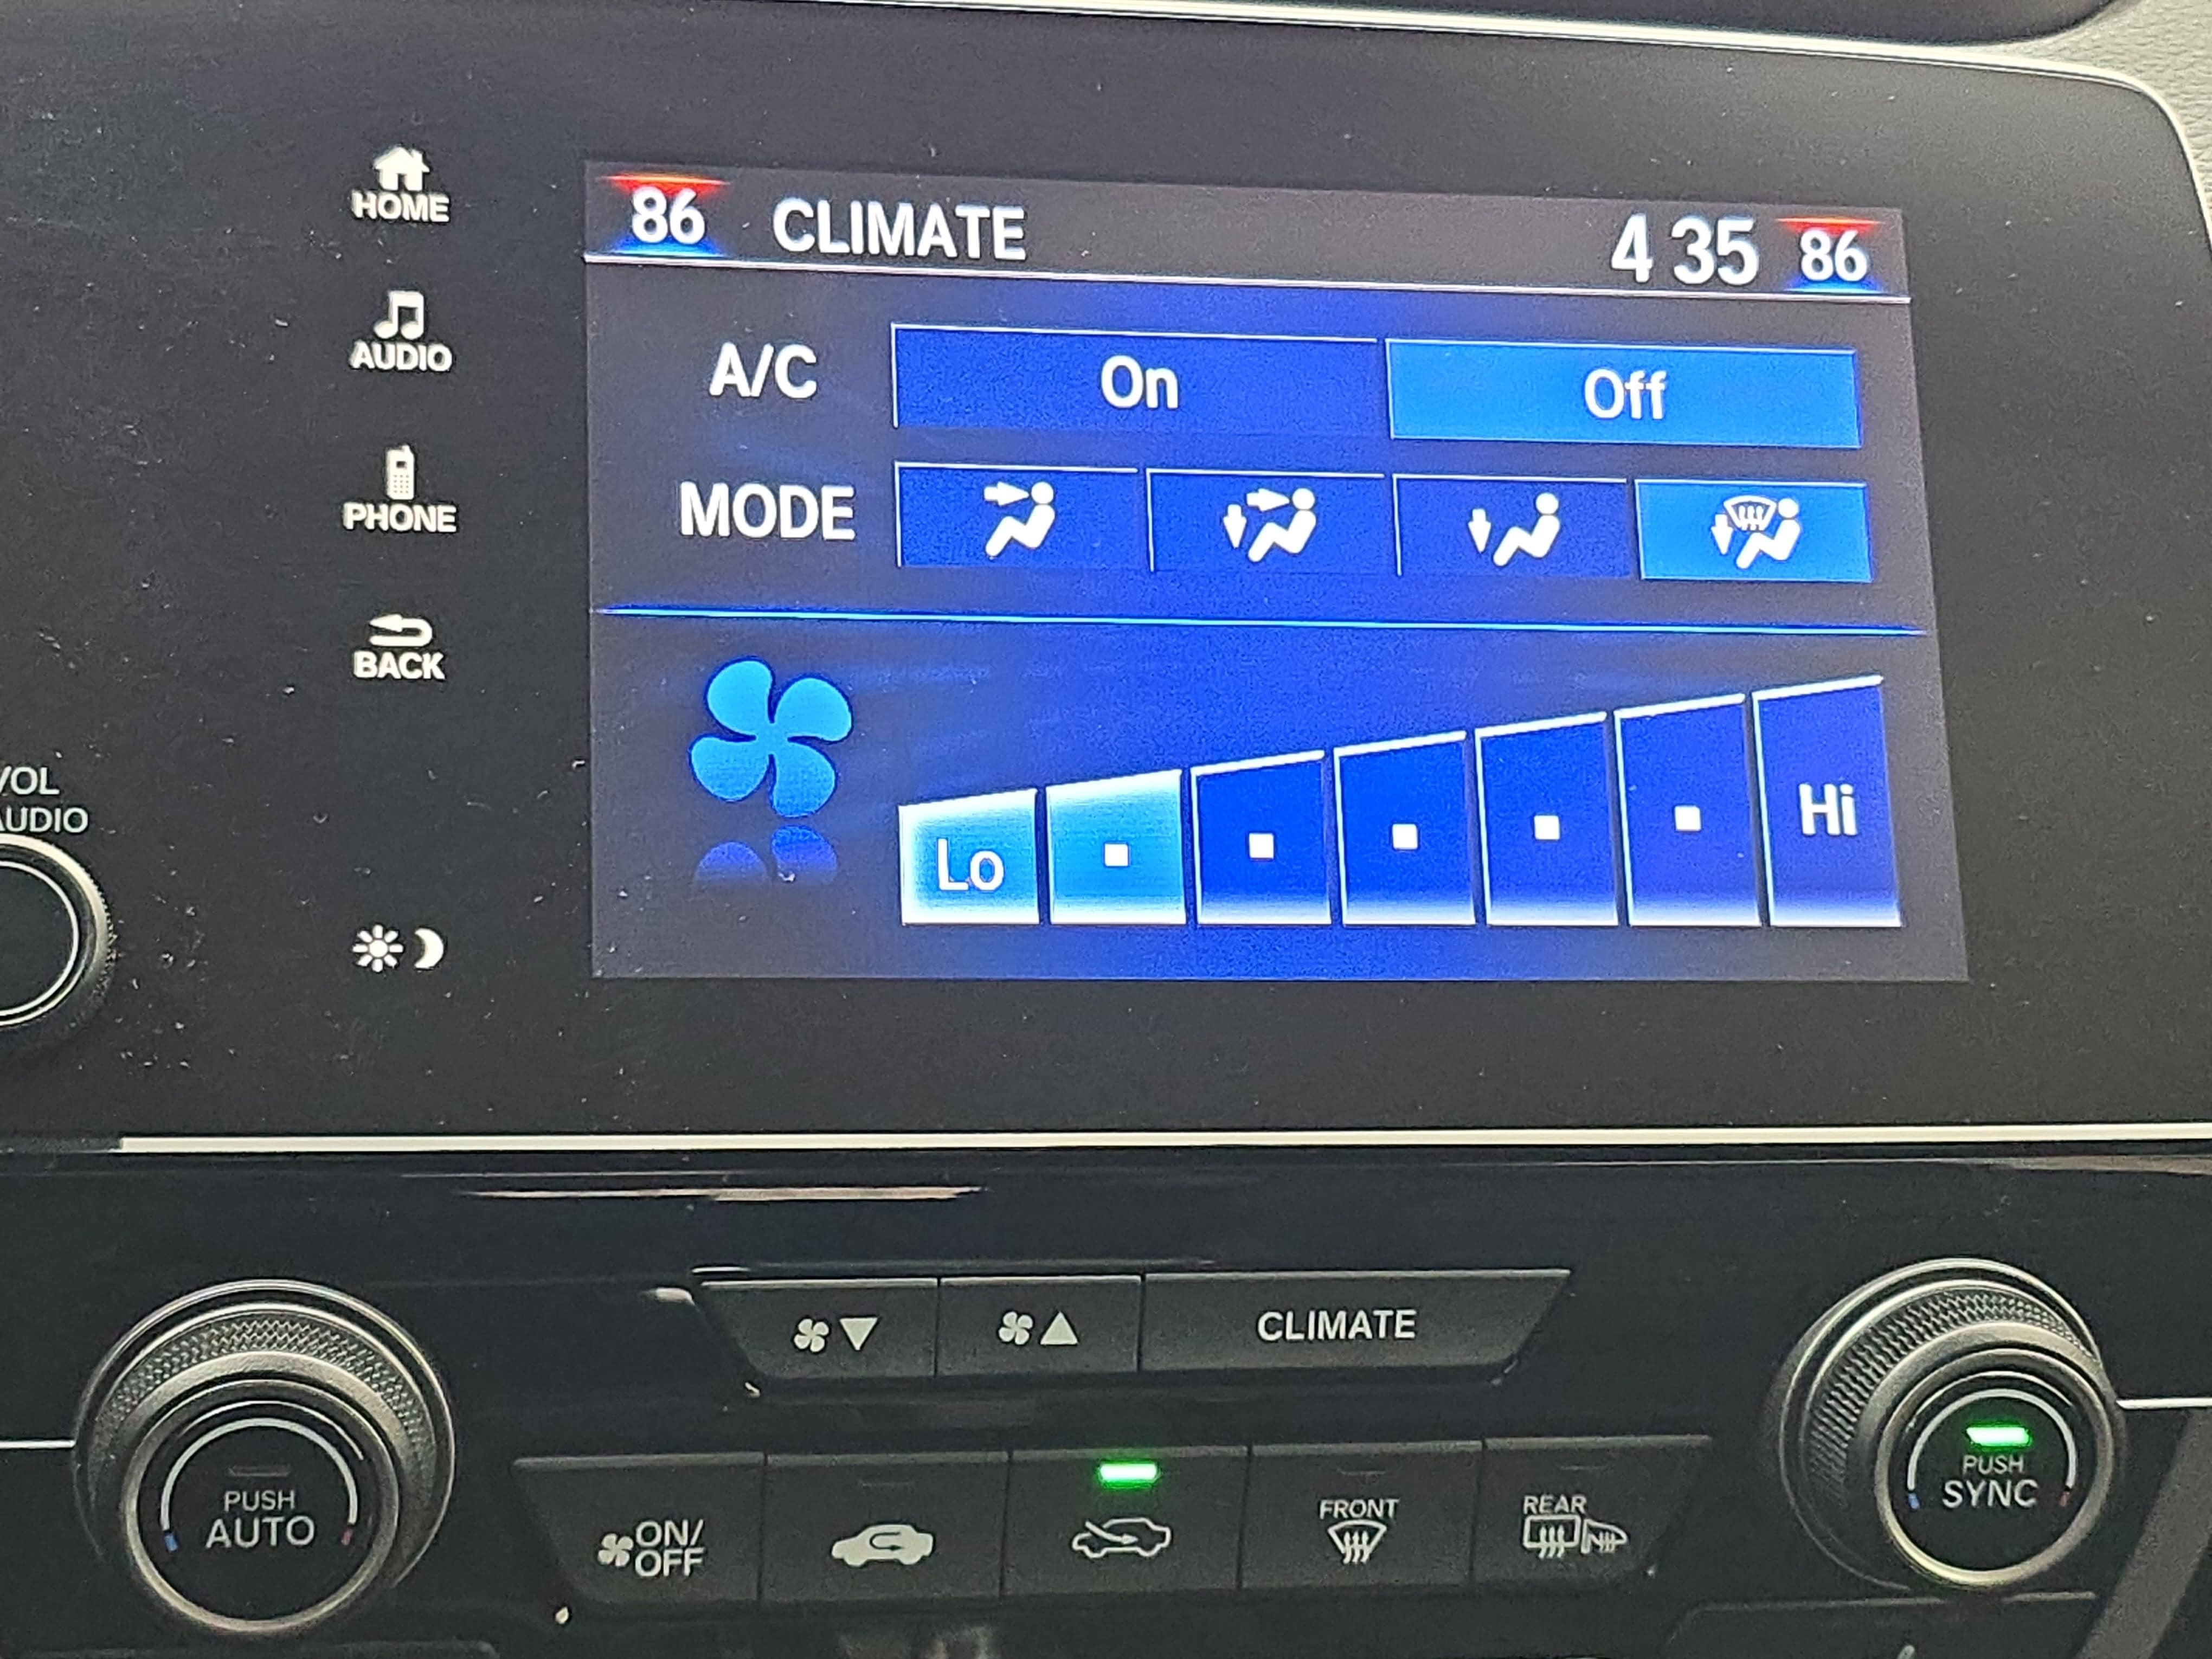 HOME
AUDIO
PHONE
BACK
VOL
AUDIO
86 CLIMATE 4 35 86
A/C On Off
MODE
Lo Hi
CLIMATE
PUSH
AUTO
ON/
OFF
FRONT
REAR
PUSH
SYNC